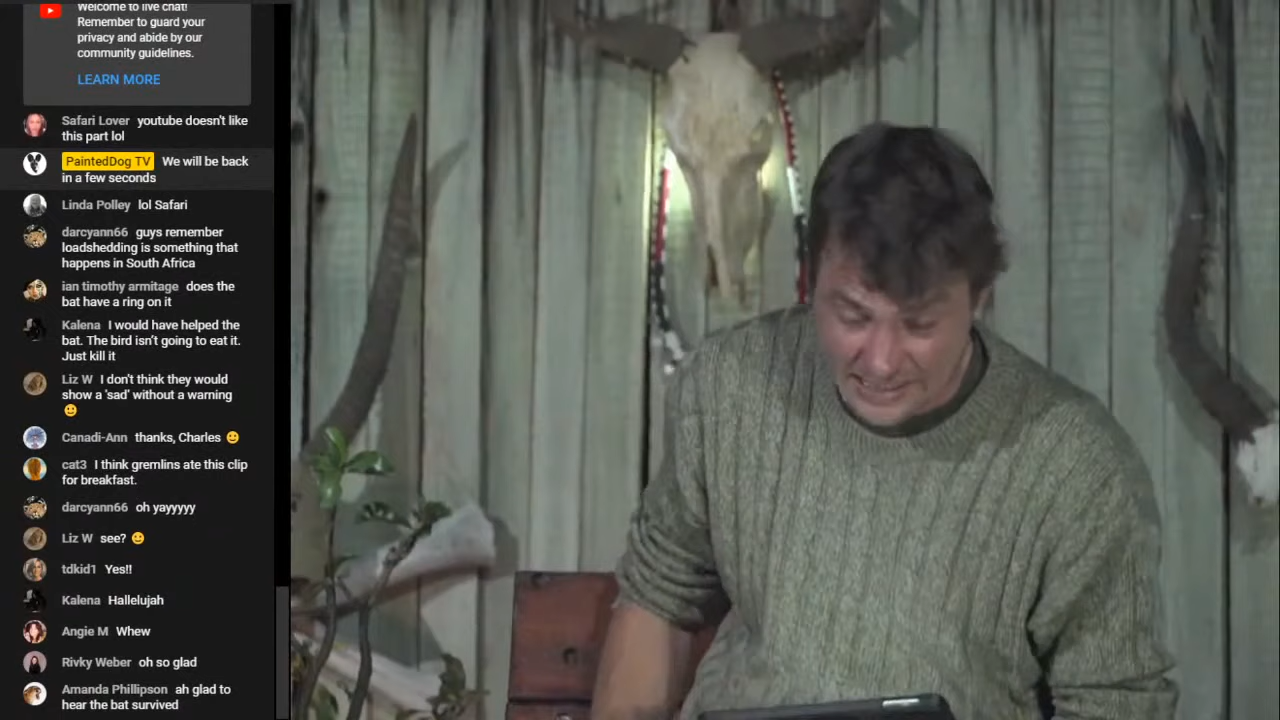 Welcome to live chat!
Remember to guard your
privacy and abide by our
community guidelines.
LEARN MORE
Safari Lover youtube doesn't like
this part lol
PaintedDog TV We will be back
in a few seconds
Linda Polley lol Safari
darcyann66 guys remember
loadshedding is something that
happens in South Africa
ian timothy armitage does the
bat have a ring on it
Kalena I would have helped the
bat. The bird isn't going to eat it.
Just kill it
Liz W I don't think they would
show a 'sad' without a warning
Canadi-Ann thanks, Charles
cat3 I think gremlins ate this clip
for breakfast.
darcyann66 oh yayyyyy
Liz W see?
tdkid1 Yes!!
Kalena Hallelujah
Angie M Whew
Rivky Weber oh so glad
Amanda Phillipson ah glad to
hear the bat survived